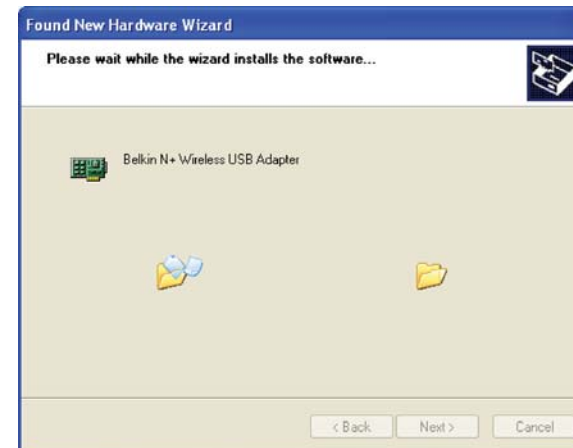 Found New Hardware Wizard
Please wait while the wizard installs the software...
Belkin N+ Wireless USB Adapter
< Back Next > Cancel